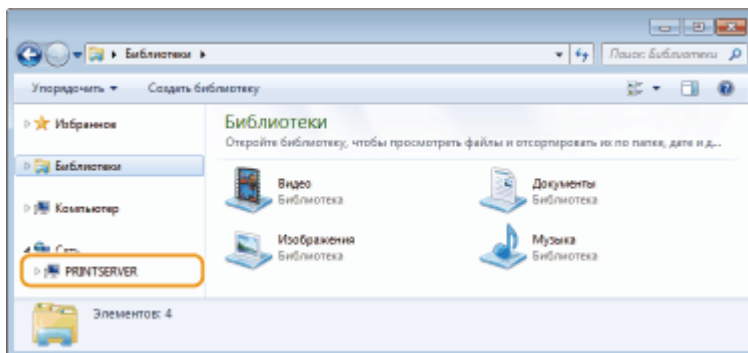 Библиотеки
Поиск: Библиотеки
Упорядочить Создать библиотеку
Избранное
Библиотеки
Компьютер
Сеть
PRINTSERVER
Библиотеки
Откройте библиотеку, чтобы просмотреть файлы и отсортировать их по папке, дате и д...
Видео
Библиотека
Документы
Библиотека
Изображения
Библиотека
Музыка
Библиотека
Элементов: 4